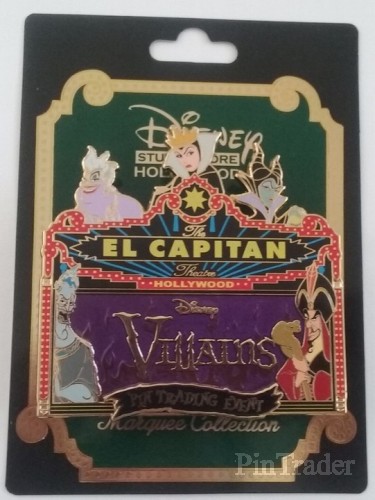 Disney
STUDIO STORE
HOLLYWOOD
The
EL CAPITAN
Theatre
HOLLYWOOD
Disney
Villains
PIN TRADING EVENT
Marquee Collection
PinTrader